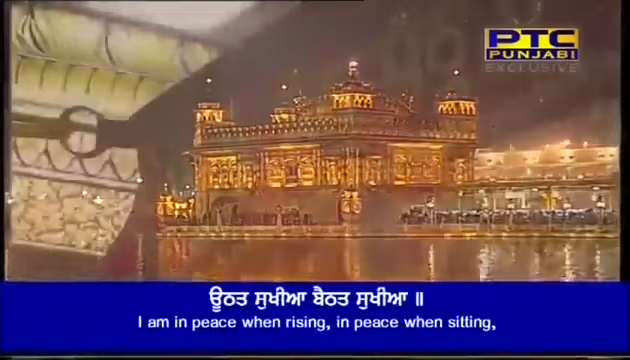 PTC
PUNJABI
EXCLUSIVE
ਊਠਤ ਸੁਖੀਆ ਬੈਠਤ ਸੁਖੀਆ ॥
I am in peace when rising, in peace when sitting,